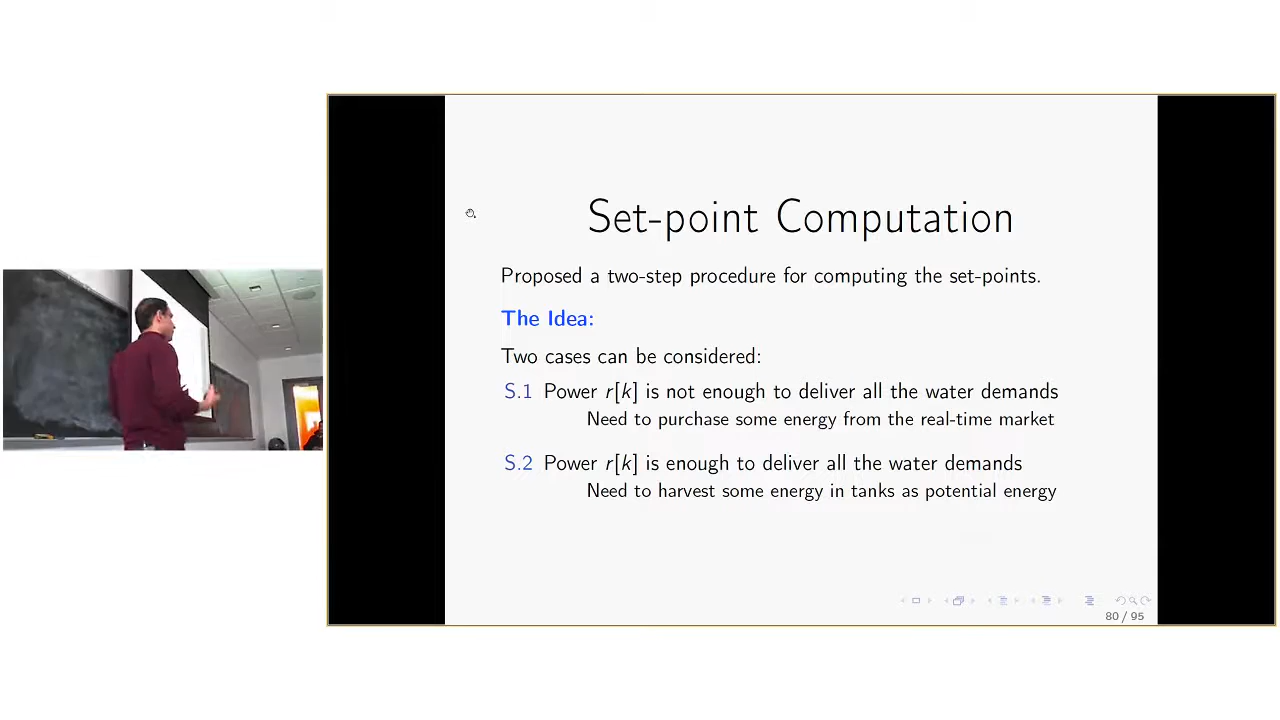 Set-point Computation
Proposed a two-step procedure for computing the set-points.
The Idea:
Two cases can be considered:
S.1 Power r[k] is not enough to deliver all the water demands
Need to purchase some energy from the real-time market
S.2 Power r[k] is enough to deliver all the water demands
Need to harvest some energy in tanks as potential energy
80 / 95